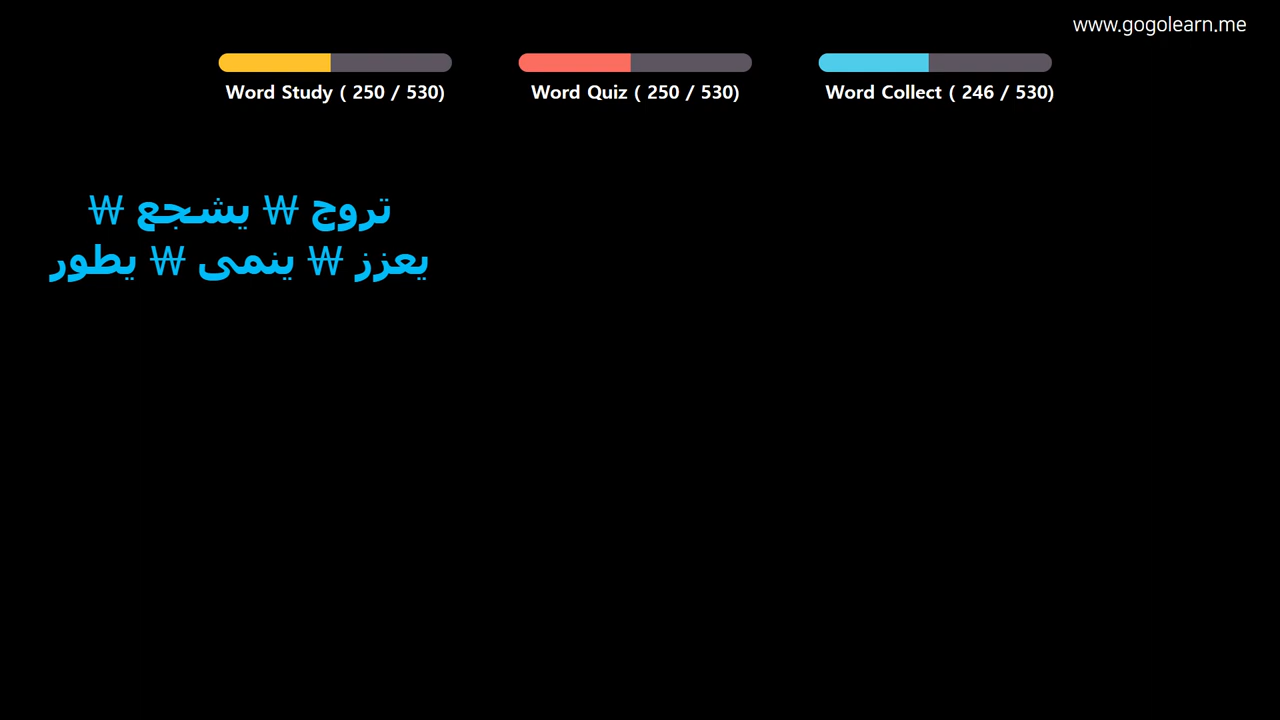 www.gogolearn.me
Word Study ( 250 / 530)
Word Quiz ( 250 / 530)
Word Collect ( 246 / 530)
تروج ₩ يشجع ₩
يعزز ₩ ينمى ₩ يطور